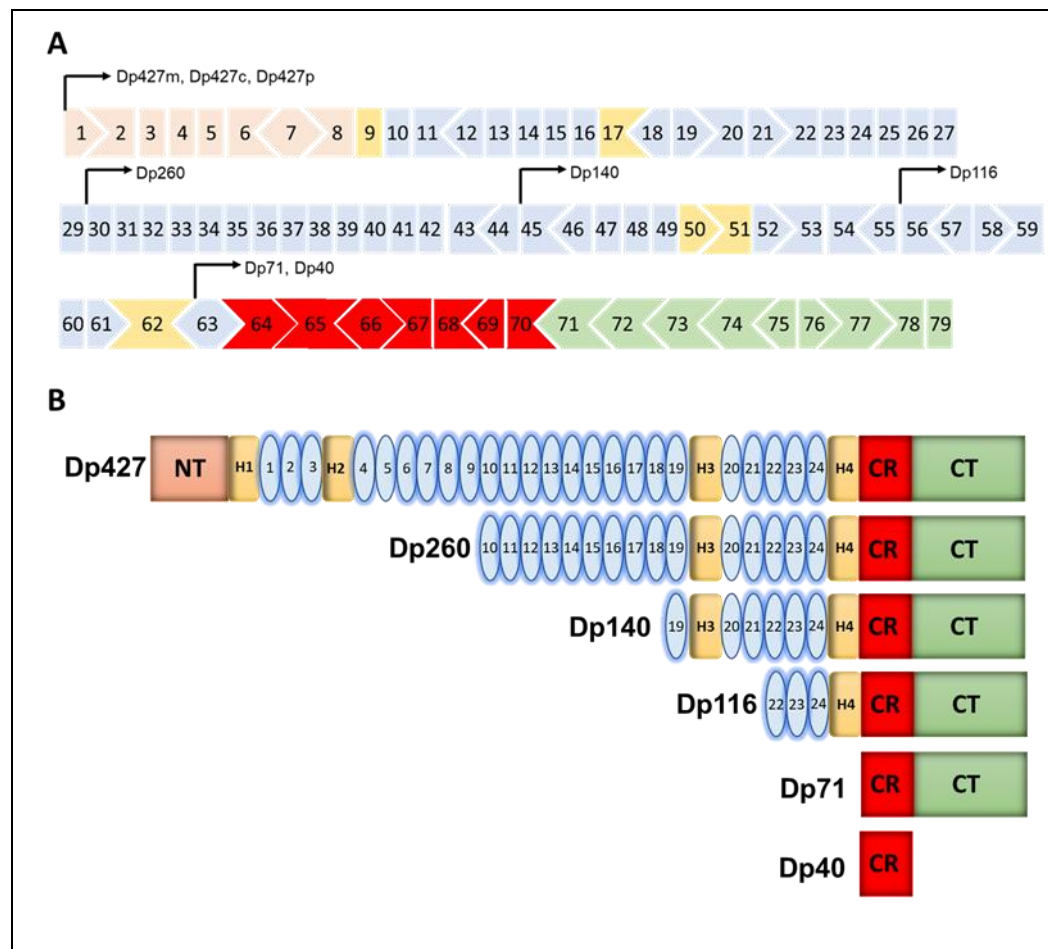 A
Dp427m, Dp427c, Dp427p
1 2 3 4 5 6 7 8 9 10 11 12 13 14 15 16 17 18 19 20 21 22 23 24 25 26 27
Dp260 Dp140 Dp116
29 30 31 32 33 34 35 36 37 38 39 40 41 42 43 44 45 46 47 48 49 50 51 52 53 54 55 56 57 58 59
Dp71, Dp40
60 61 62 63 64 65 66 67 68 69 70 71 72 73 74 75 76 77 78 79
B
Dp427 NT H1 1 2 3 H2 4 5 6 7 8 9 10 11 12 13 14 15 16 17 18 19 H3 20 21 22 23 24 H4 CR CT
Dp260 10 11 12 13 14 15 16 17 18 19 H3 20 21 22 23 24 H4 CR CT
Dp140 19 H3 20 21 22 23 24 H4 CR CT
Dp116 22 23 24 H4 CR CT
Dp71 CR CT
Dp40 CR